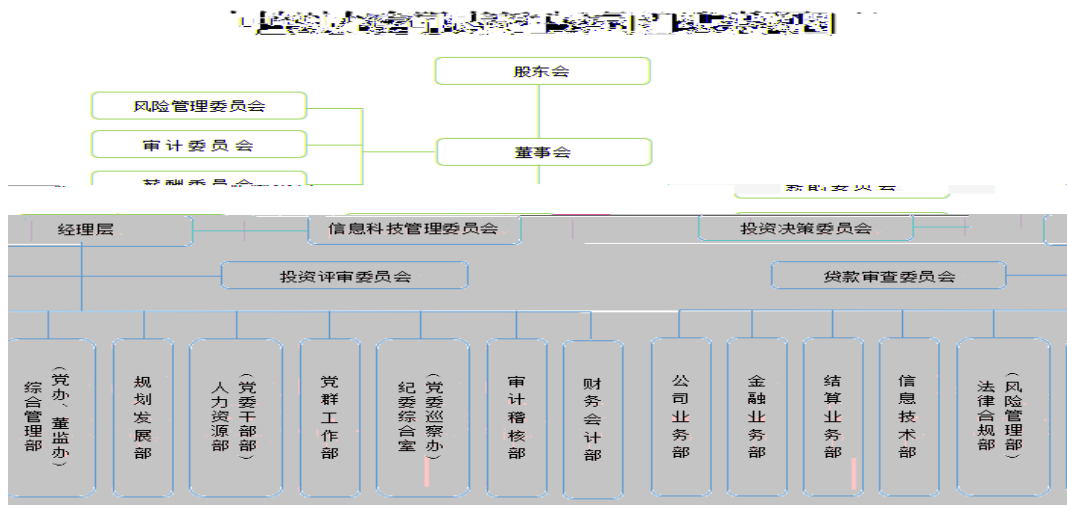 股东会
风险管理委员会
审计委员会
董事会
薪酬委员会
经理层
信息科技管理委员会
投资决策委员会
投资评审委员会
贷款审查委员会
综合管理部
（党办、董监办）
规划发展部
人力资源部
（党委干部部）
党群工作部
纪委综合室
（党委巡察办）
审计稽核部
财务会计部
公司业务部
金融业务部
结算业务部
信息技术部
法律合规部
（风险管理部）